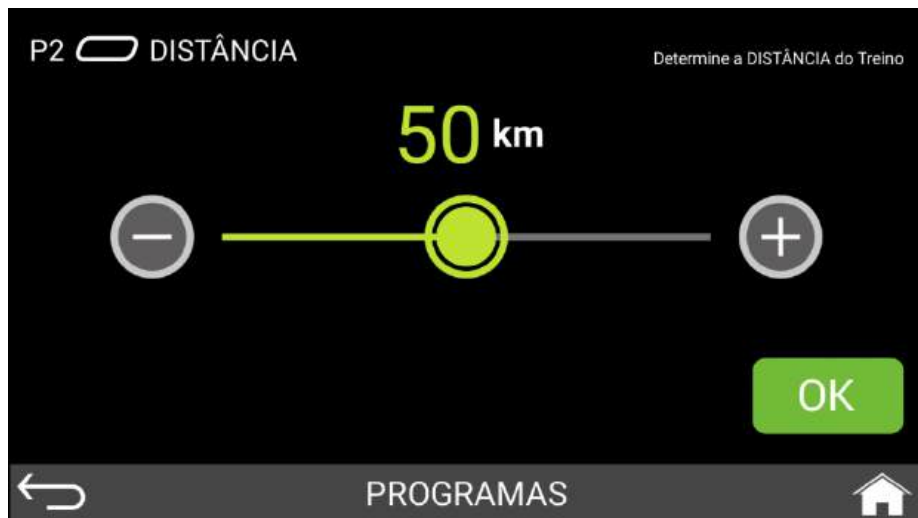 P2 DISTÂNCIA
Determine a DISTÂNCIA do Treino
50 km
OK
PROGRAMAS